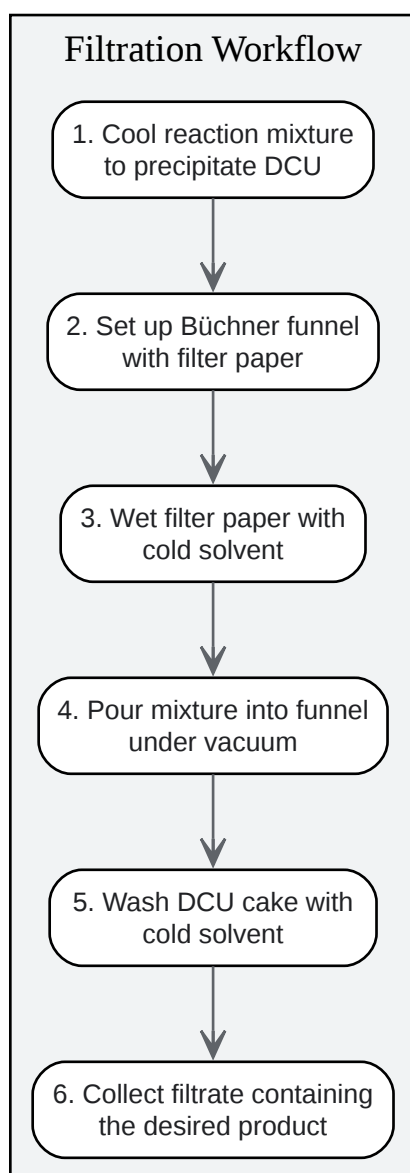 Filtration Workflow
1. Cool reaction mixture
to precipitate DCU
2. Set up Büchner funnel
with filter paper
3. Wet filter paper with
cold solvent
4. Pour mixture into funnel
under vacuum
5. Wash DCU cake with
cold solvent
6. Collect filtrate containing
the desired product